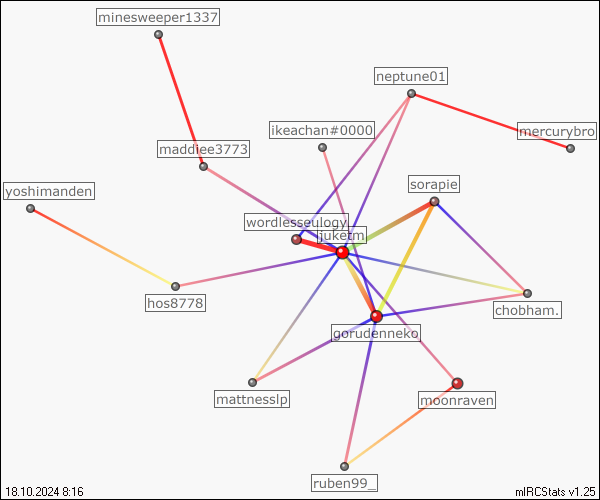 minesweeper1337
neptune01
ikeachan#0000
mercurybro
maddiee3773
sorapie
yoshimanden
wordlesseulogy
juketm
hos8778
chobham.
gorudenneko
mattnesslp
moonraven
ruben99_
18.10.2024 8:16
mIRCStats v1.25